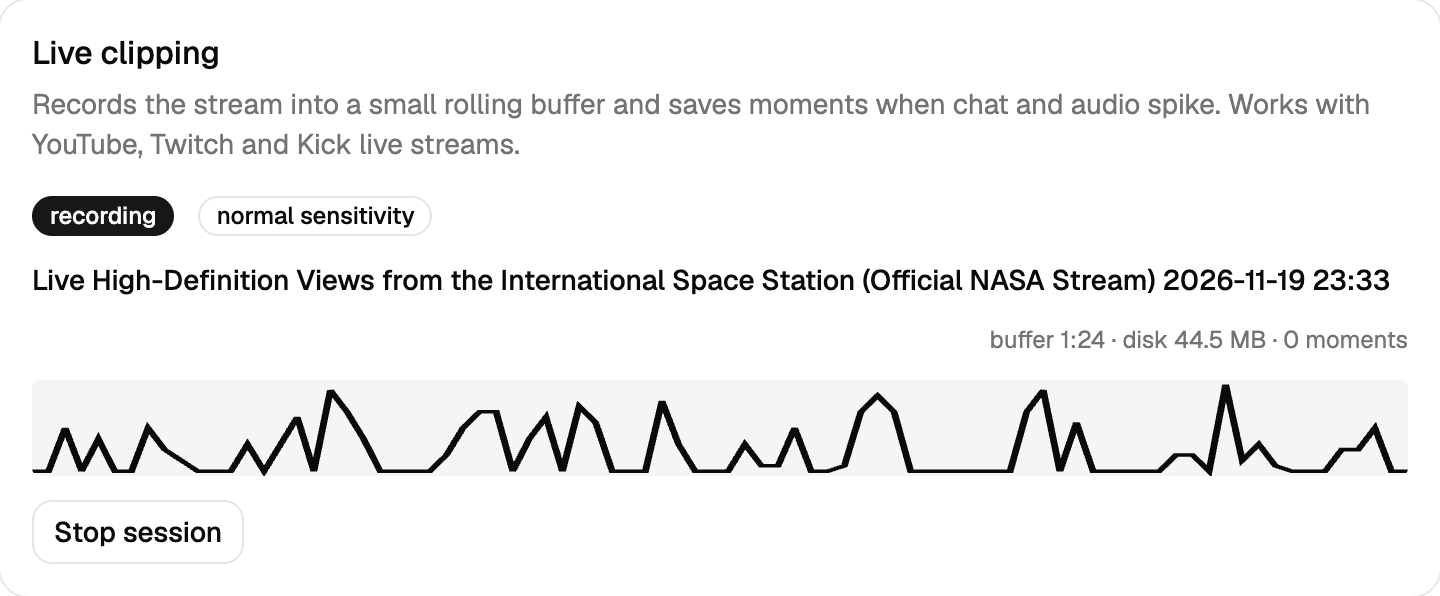 Live clipping
Records the stream into a small rolling buffer and saves moments when chat and audio spike. Works with
YouTube, Twitch and Kick live streams.
recording
normal sensitivity
Live High-Definition Views from the International Space Station (Official NASA Stream) 2026-11-19 23:33
buffer 1:24 · disk 44.5 MB · 0 moments
Stop session